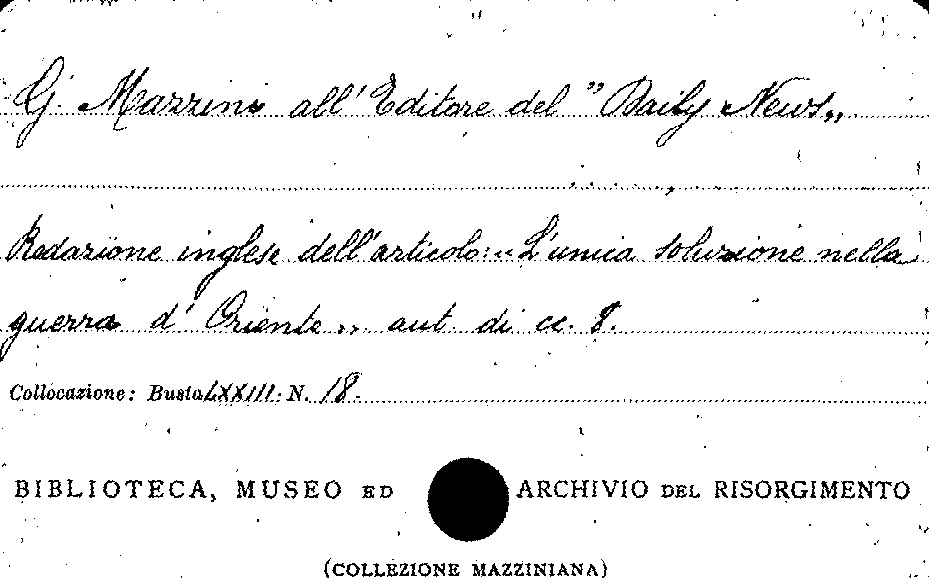 G. Mazzini all' Editore del "Daily News„
Redazione inglese dell'articolo: „L'unica soluzione nella
guerra d' Oriente„ aut. di cc. 8.
Collocazione: Busta LXXIII. N. 18.
BIBLIOTECA, MUSEO ED ARCHIVIO DEL RISORGIMENTO
(COLLEZIONE MAZZINIANA)